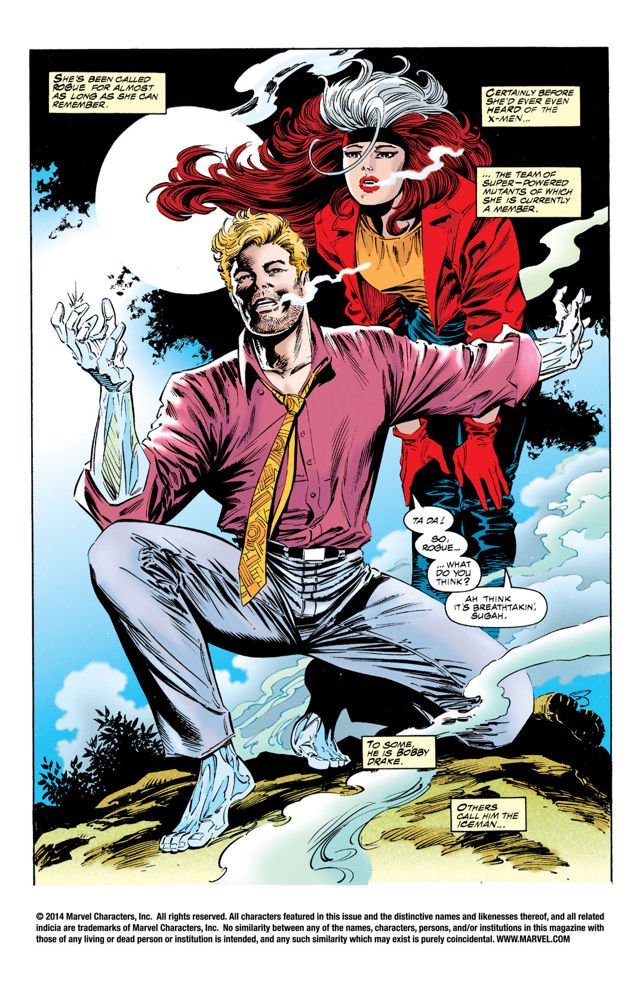 SHE'S BEEN CALLED
ROGUE FOR ALMOST
AS LONG AS SHE CAN
REMEMBER.
CERTAINLY BEFORE
SHE'D EVER EVEN
HEARD OF THE
X-MEN...
... THE TEAM OF
SUPER-POWERED
MUTANTS OF WHICH
SHE IS CURRENTLY
A MEMBER.
TA DA!
SO,
ROGUE...
... WHAT
DO YOU
THINK?
AH THINK
IT'S BREATHTAKIN',
SUGAH.
TO SOME,
HE IS BOBBY
DRAKE.
OTHERS
CALL HIM THE
ICEMAN...
© 2014 Marvel Characters, Inc. All rights reserved. All characters featured in this issue and the distinctive names and likenesses thereof, and all related
indicia are trademarks of Marvel Characters, Inc. No similarity between any of the names, characters, persons, and/or institutions in this magazine with
those of any living or dead person or institution is intended, and any such similarity which may exist is purely coincidental. WWW.MARVEL.COM